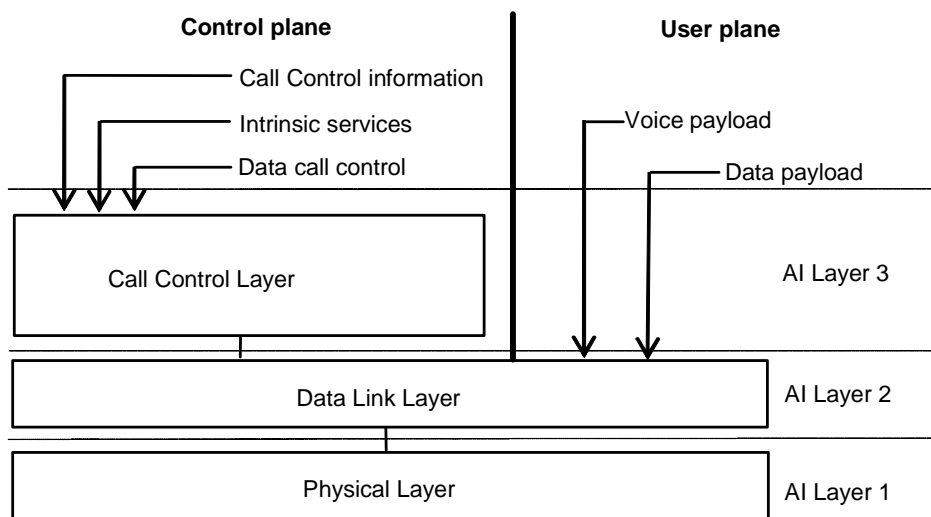 Control plane
User plane
Call Control information
Intrinsic services
Voice payload
Data call control
Data payload
Call Control Layer
AI Layer 3
Data Link Layer
AI Layer 2
Physical Layer
AI Layer 1